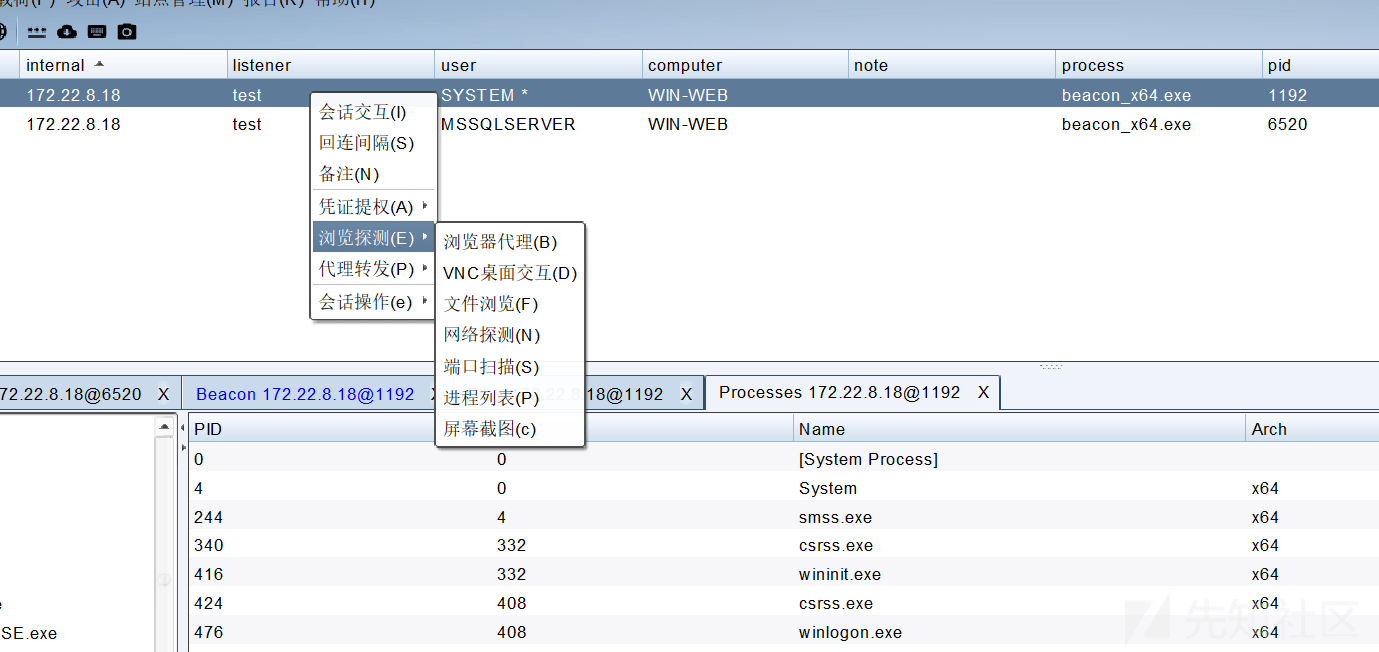 载荷(P) 攻击(A) 站点管理(M) 报告(R) 帮助(H)
internal listener user computer note process pid
172.22.8.18 test SYSTEM * WIN-WEB beacon_x64.exe 1192
172.22.8.18 test MSSQLSERVER WIN-WEB beacon_x64.exe 6520
会话交互(I)
回连间隔(S)
备注(N)
凭证提权(A)
浏览探测(E)
代理转发(P)
会话操作(e)
浏览器代理(B)
VNC桌面交互(D)
文件浏览(F)
网络探测(N)
端口扫描(S)
进程列表(P)
屏幕截图(c)
72.22.8.18@6520 X Beacon 172.22.8.18@1192 22.8.18@1192 X Processes 172.22.8.18@1192 X
PID Name Arch
0 0 [System Process]
4 0 System x64
244 4 smss.exe x64
340 332 csrss.exe x64
416 332 wininit.exe x64
424 408 csrss.exe x64
476 408 winlogon.exe x64
SE.exe
先知社区